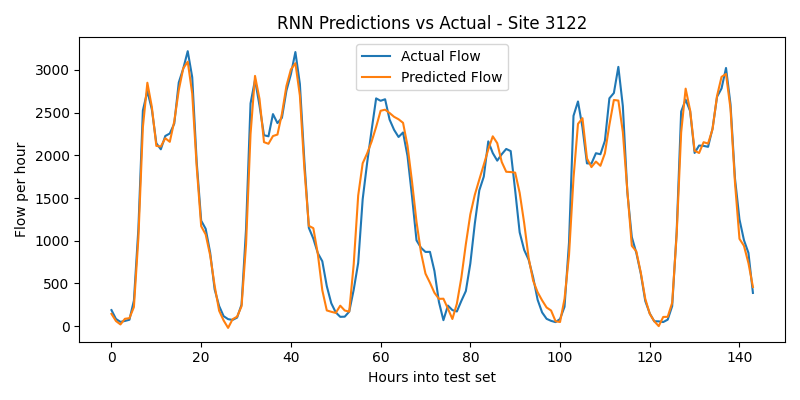 RNN Predictions vs Actual - Site 3122
Actual Flow
Predicted Flow
Flow per hour
3000
2500
2000
1500
1000
500
0
0 20 40 60 80 100 120 140
Hours into test set